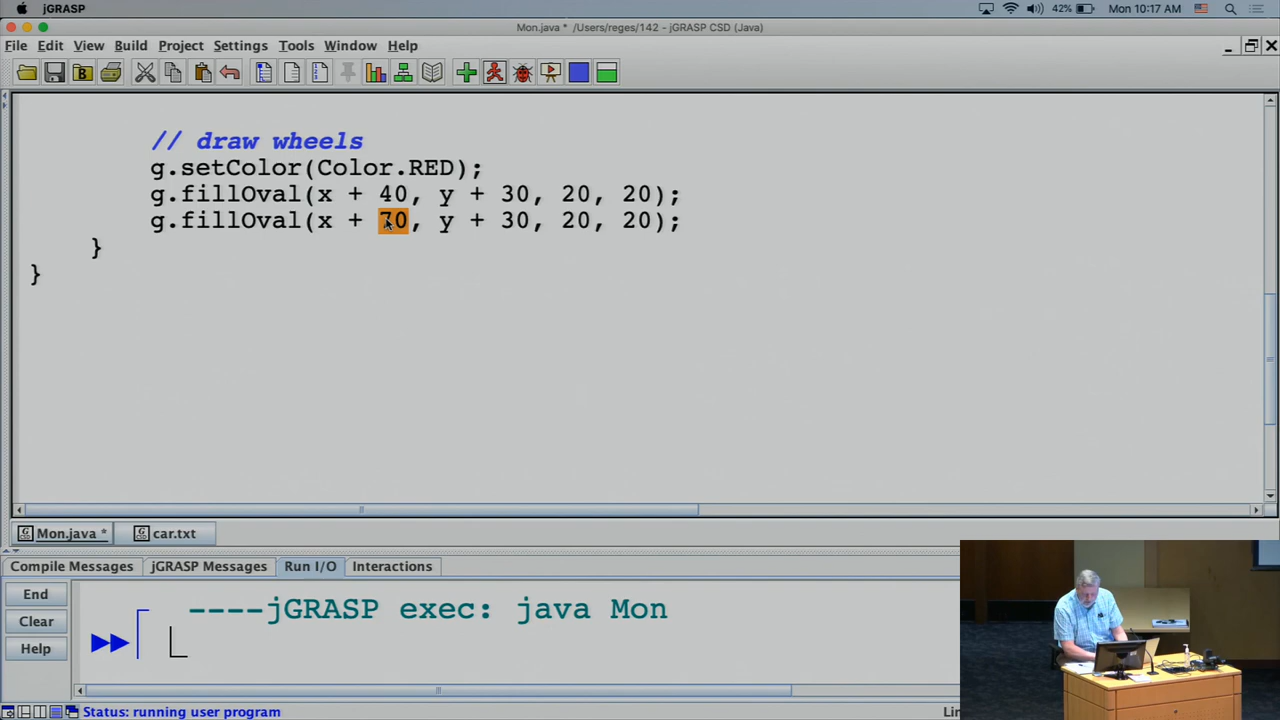 jGRASP
42%
Mon 10:17 AM
Mon.java * /Users/reges/142 - jGRASP CSD (Java)
File Edit View Build Project Settings Tools Window Help
B
// draw wheels
g.setColor(Color.RED);
g.fillOval(x + 40, y + 30, 20, 20);
g.fillOval(x + 70, y + 30, 20, 20);
}
}
Mon.java * car.txt
Compile Messages jGRASP Messages Run I/O Interactions
End
Clear
Help
----jGRASP exec: java Mon
Status: running user program